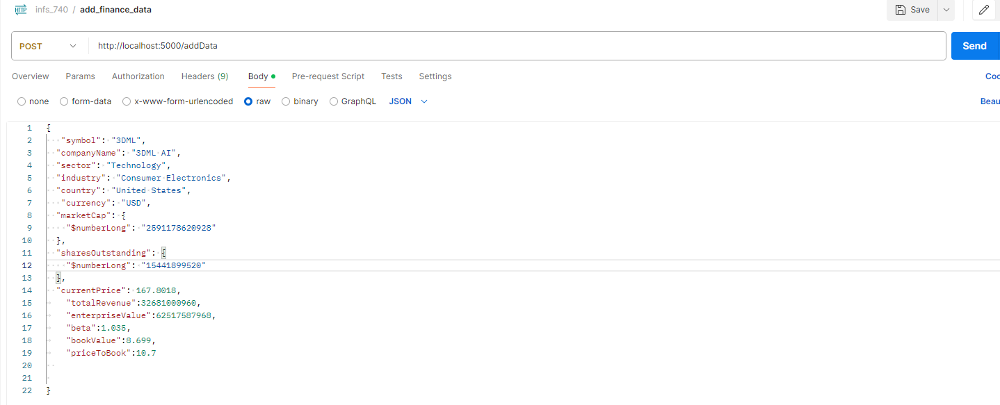 HTTP infs_740 / add_finance_data Save
POST http://localhost:5000/addData Send
Overview Params Authorization Headers (9) Body Pre-request Script Tests Settings
none form-data x-www-form-urlencoded raw binary GraphQL JSON
1 {
2 "symbol": "3DML",
3 "companyName": "3DML AI",
4 "sector": "Technology",
5 "industry": "Consumer Electronics",
6 "country": "United States",
7 "currency": "USD",
8 "marketCap": {
9 "$numberLong": "2591178620928"
10 },
11 "sharesOutstanding": {
12 "$numberLong": "15441899520"
13 },
14 "currentPrice": 167.8018,
15 "totalRevenue":32681000960,
16 "enterpriseValue":62517587968,
17 "beta":1.035,
18 "bookValue":8.699,
19 "priceToBook":10.7
20
21
22 }